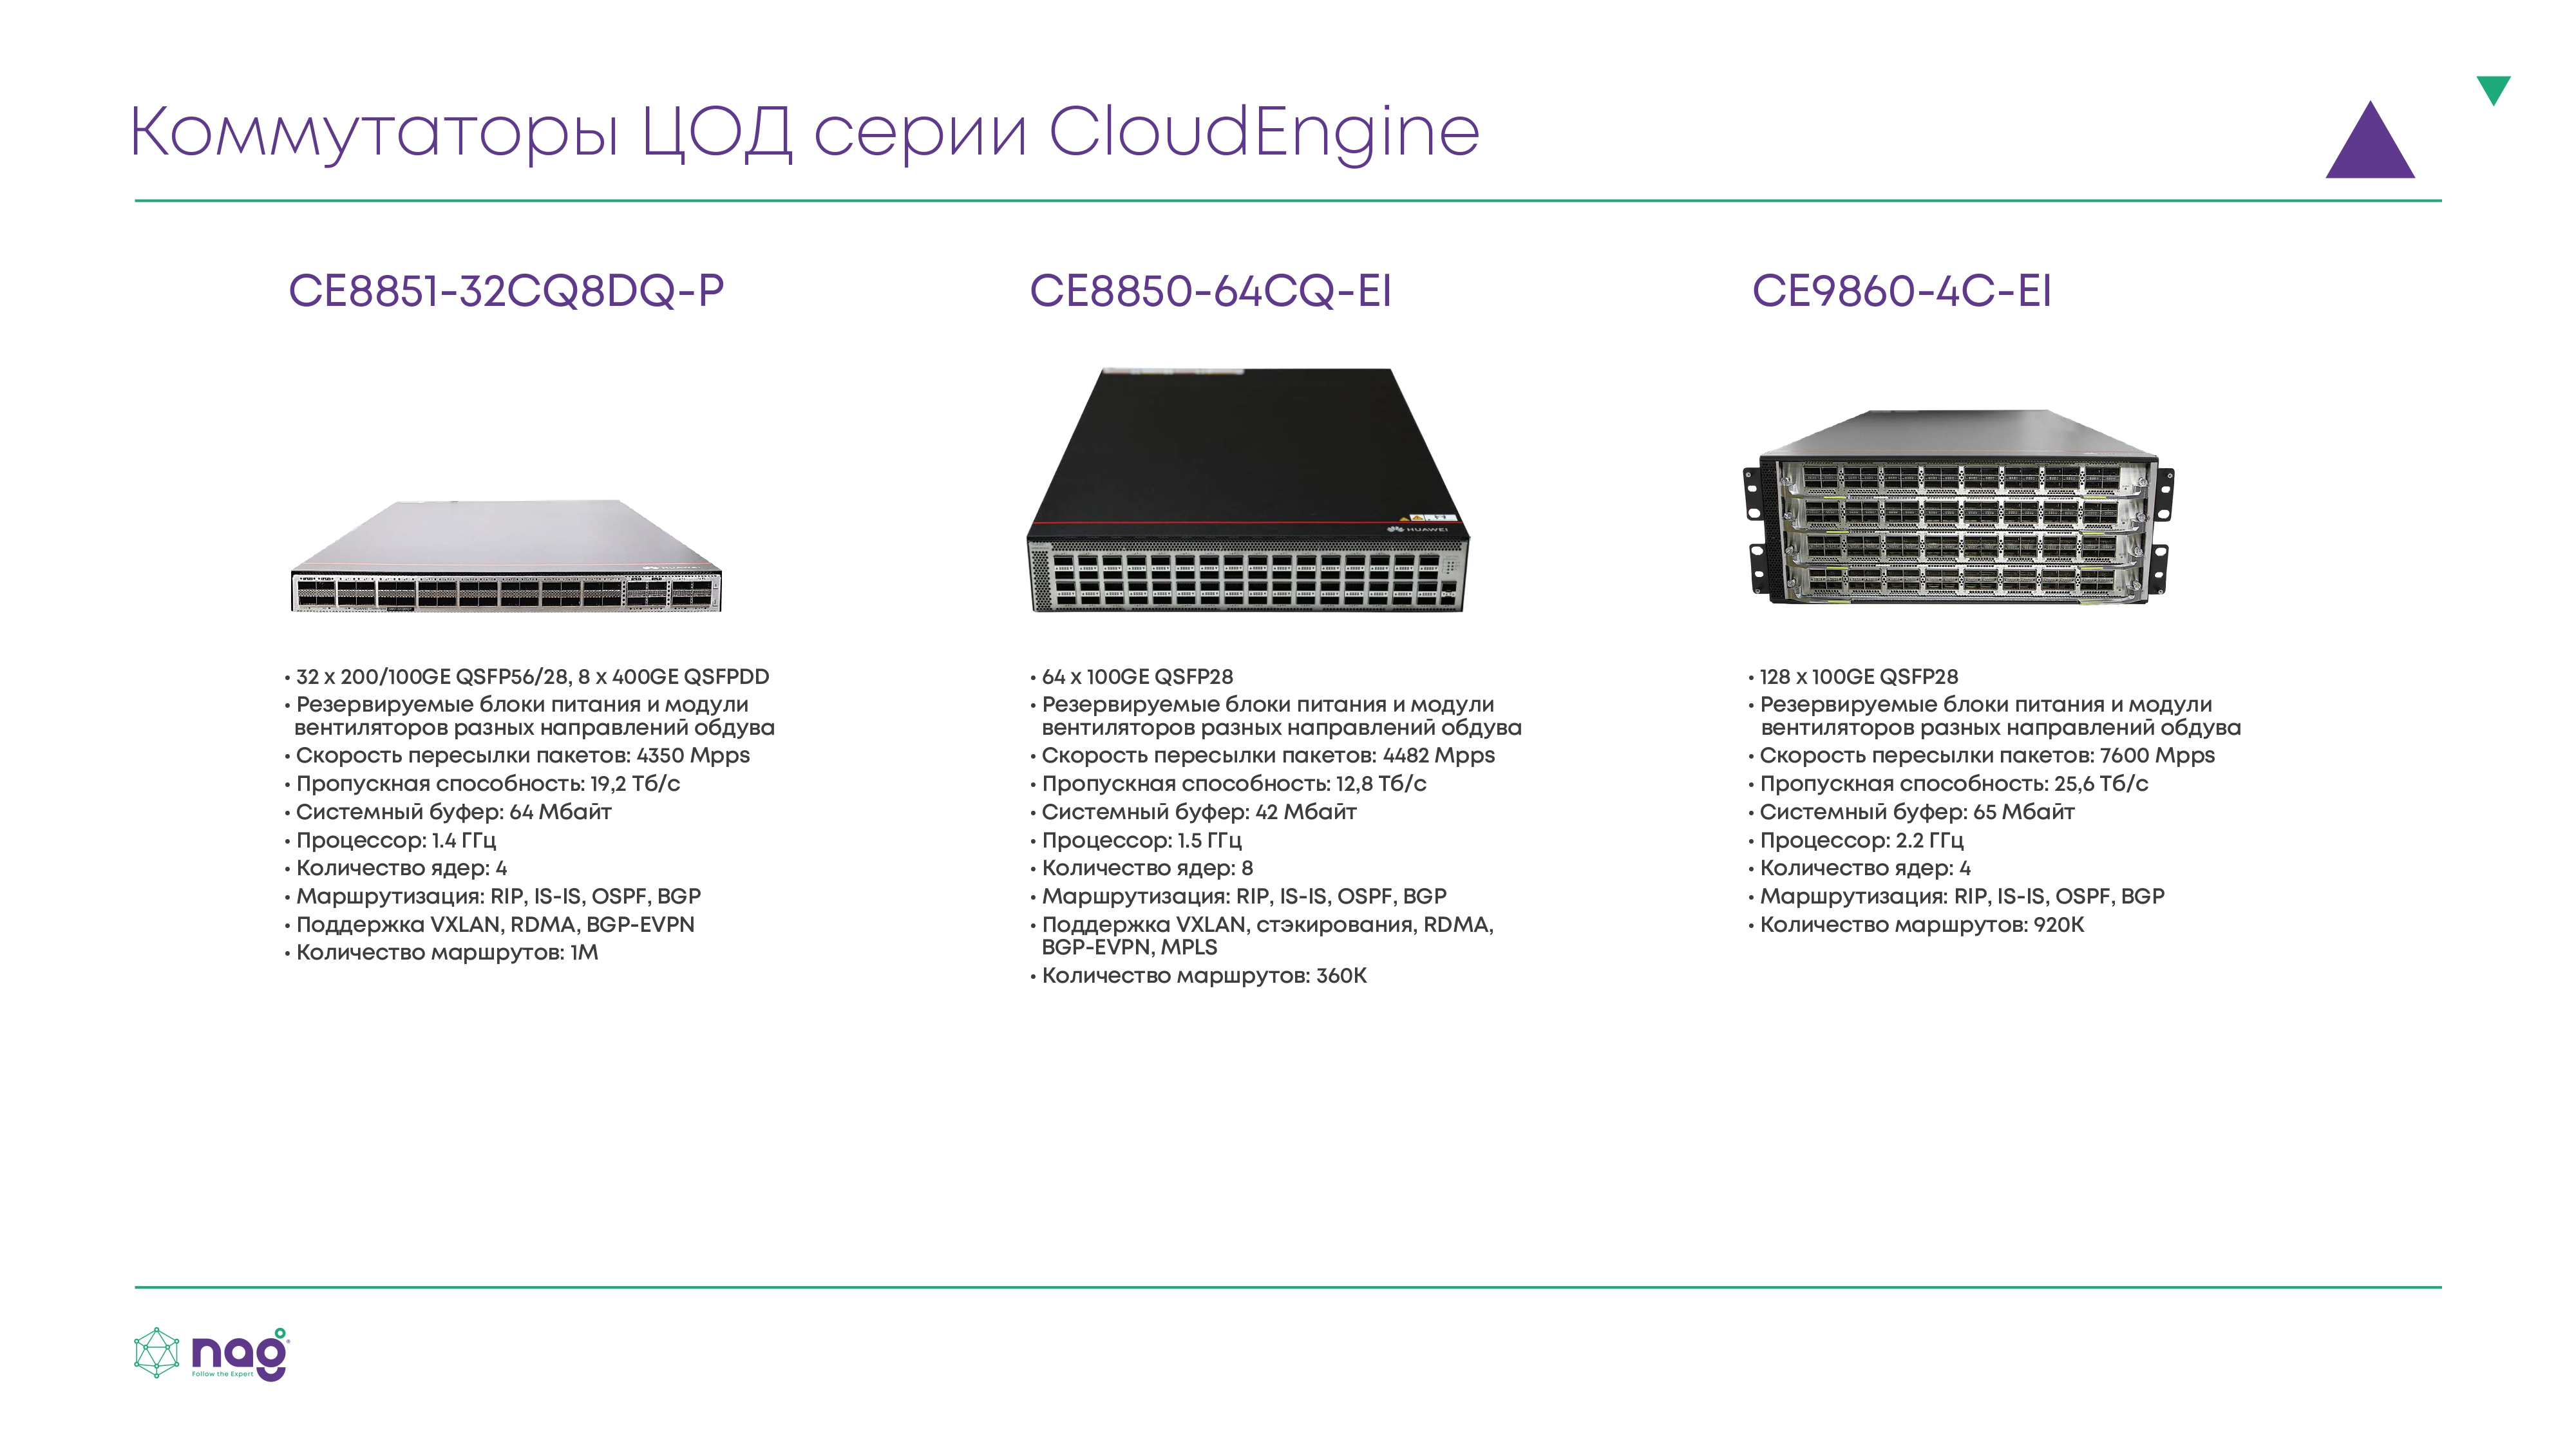 Коммутаторы ЦОД серии CloudEngine
CE8851-32CQ8DQ-P
• 32 x 200/100GE QSFP56/28, 8 x 400GE QSFPDD
• Резервируемые блоки питания и модули
вентиляторов разных направлений обдува
• Скорость пересылки пакетов: 4350 Mpps
• Пропускная способность: 19,2 Тб/с
• Системный буфер: 64 Мбайт
• Процессор: 1.4 ГГц
• Количество ядер: 4
• Маршрутизация: RIP, IS-IS, OSPF, BGP
• Поддержка VXLAN, RDMA, BGP-EVPN
• Количество маршрутов: 1M
CE8850-64CQ-EI
HUAWEI
• 64 x 100GE QSFP28
• Резервируемые блоки питания и модули
вентиляторов разных направлений обдува
• Скорость пересылки пакетов: 4482 Mpps
• Пропускная способность: 12,8 Тб/с
• Системный буфер: 42 Мбайт
• Процессор: 1.5 ГГц
• Количество ядер: 8
• Маршрутизация: RIP, IS-IS, OSPF, BGP
• Поддержка VXLAN, стэкирования, RDMA,
BGP-EVPN, MPLS
• Количество маршрутов: 360K
CE9860-4C-EI
• 128 x 100GE QSFP28
• Резервируемые блоки питания и модули
вентиляторов разных направлений обдува
• Скорость пересылки пакетов: 7600 Mpps
• Пропускная способность: 25,6 Тб/с
• Системный буфер: 65 Мбайт
• Процессор: 2.2 ГГц
• Количество ядер: 4
• Маршрутизация: RIP, IS-IS, OSPF, BGP
• Количество маршрутов: 920K
nag
Follow the Expert